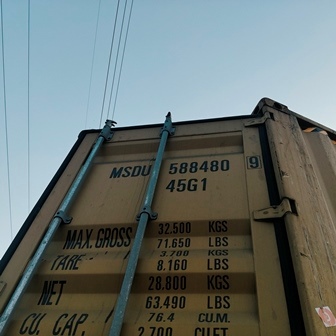 MSDU 588480 9
45G1
MAX. GROSS 32.500 KGS
71.650 LBS
TARE 3.700 KGS
8.160 LBS
NET 28.800 KGS
63.490 LBS
CU. CAP. 76.4 CU.M.
2.700 CU.FT.